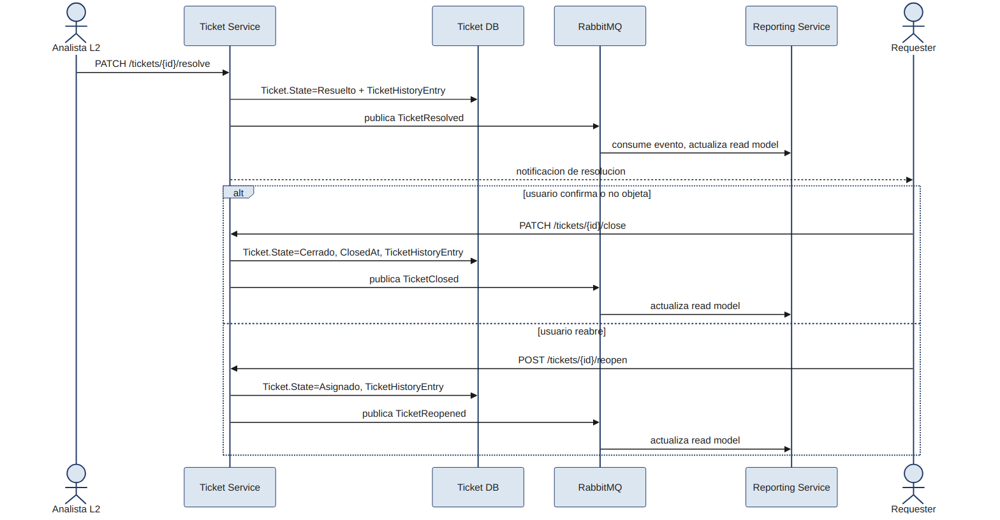 Analista L2
Ticket Service
Ticket DB
RabbitMQ
Reporting Service
Requester
PATCH /tickets/{id}/resolve
Ticket.State=Resuelto + TicketHistoryEntry
publica TicketResolved
consume evento, actualiza read model
notificacion de resolucion
alt
[usuario confirma o no objeta]
PATCH /tickets/{id}/close
Ticket.State=Cerrado, ClosedAt, TicketHistoryEntry
publica TicketClosed
actualiza read model
[usuario reabre]
POST /tickets/{id}/reopen
Ticket.State=Asignado, TicketHistoryEntry
publica TicketReopened
actualiza read model
Analista L2
Ticket Service
Ticket DB
RabbitMQ
Reporting Service
Requester